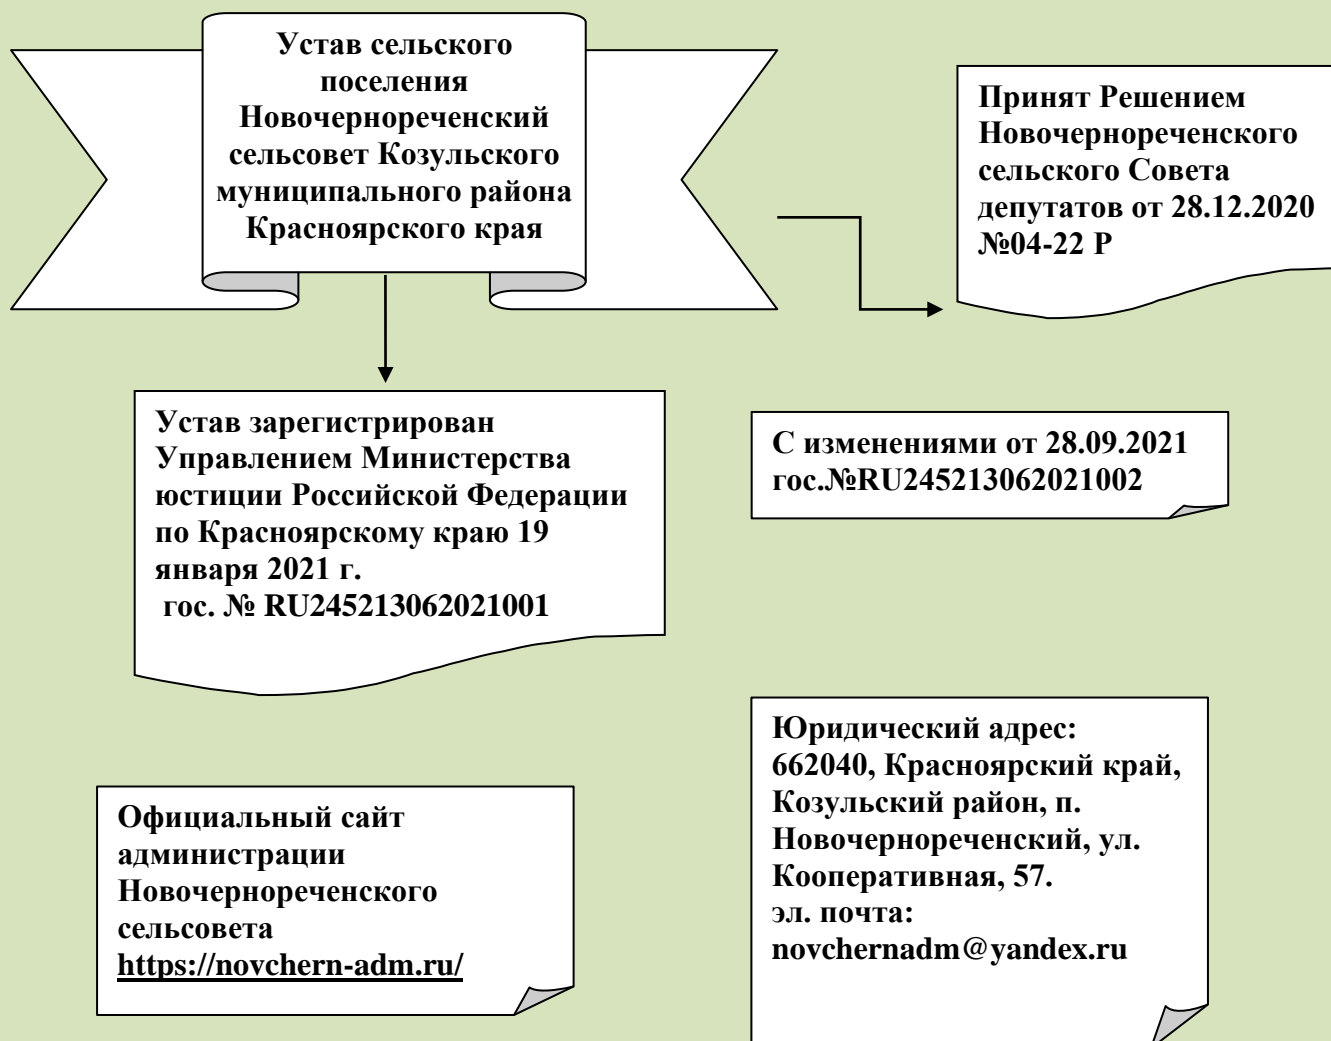 Устав сельского
поселения
Новочернореченский
сельсовет Козульского
муниципального района
Красноярского края
Принят Решением
Новочернореченского
сельского Совета
депутатов от 28.12.2020
№04-22 Р
Устав зарегистрирован
Управлением Министерства
юстиции Российской Федерации
по Красноярскому краю 19
января 2021 г.
гос. № RU245213062021001
С изменениями от 28.09.2021
гос.№RU245213062021002
Официальный сайт
администрации
Новочернореченского
сельсовета
https://novchern-adm.ru/
Юридический адрес:
662040, Красноярский край,
Козульский район, п.
Новочернореченский, ул.
Кооперативная, 57.
эл. почта:
novchernadm@yandex.ru